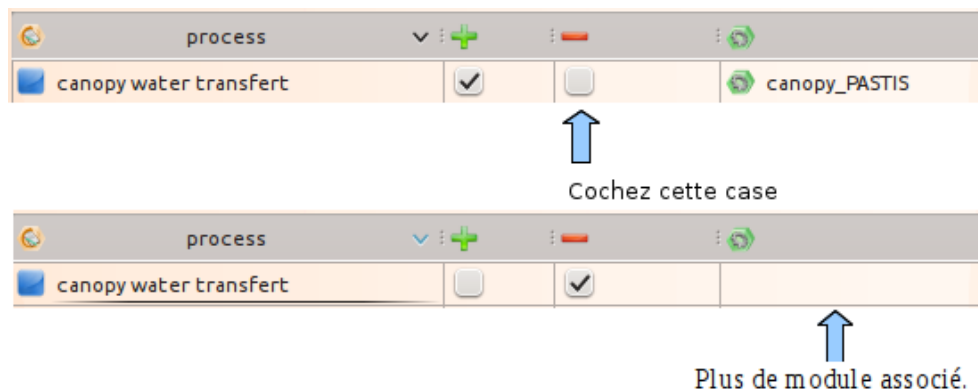 process
canopy water transfert canopy_PASTIS
Cochez cette case
process
canopy water transfert
Plus de module associé.